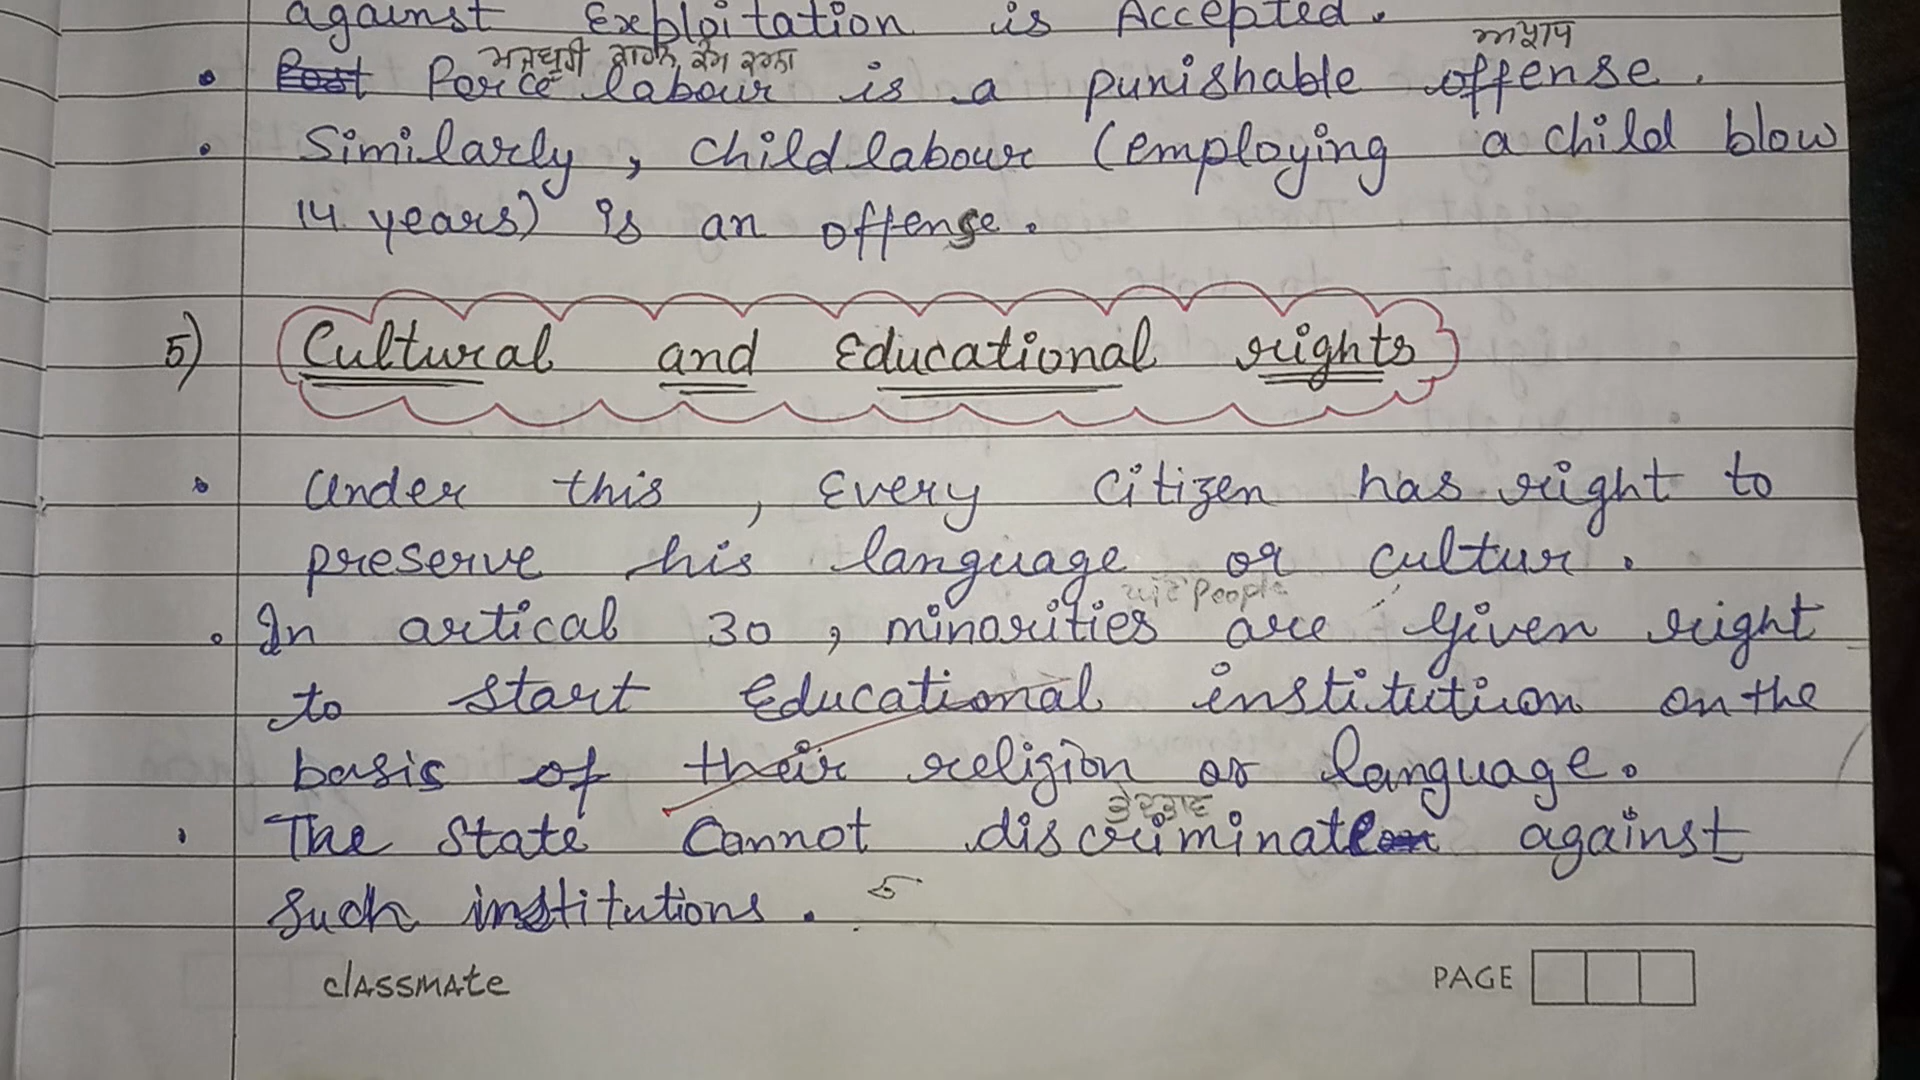 against Exploitation is Accepted.
ਅਪਰਾਧ
• Force labour is a punishable offense.
• Similarly, child labour (employing a child blow
14 years) is an offense.
5) Cultural and Educational rights
• Under this, Every citizen has right to
preserve his language or cultur.
people
• In artical 30, minorities are given right
to start Educational institution on the
basis of their religion or language.
ਭੇਦਭਾਵ
• The State Cannot discriminate against
such institutions.
classmate
PAGE